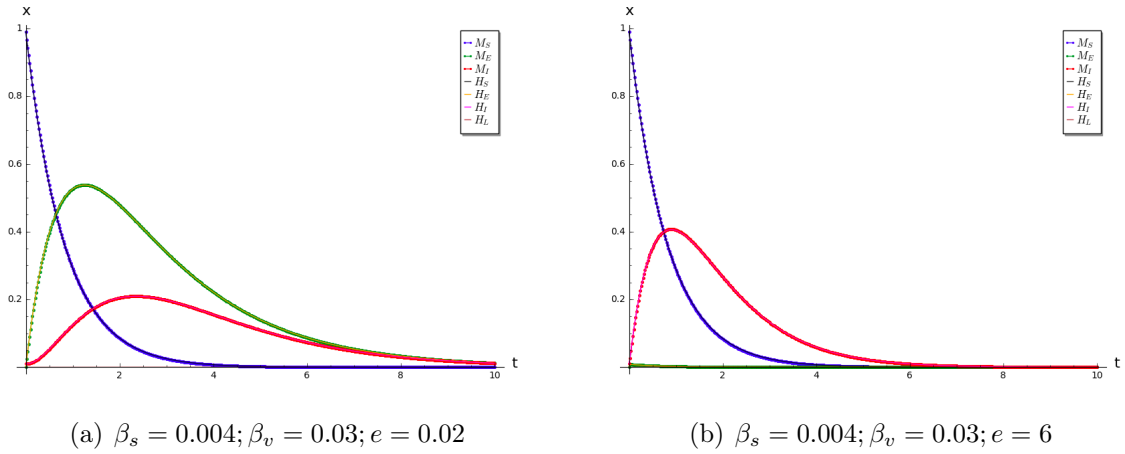 x
1
0.8
0.6
0.4
0.2
2
4
6
8
10
t
M_S
M_E
M_I
H_S
H_E
H_I
H_L
(a) β_s = 0.004; β_v = 0.03; e = 0.02
x
1
0.8
0.6
0.4
0.2
2
4
6
8
10
t
M_S
M_E
M_I
H_S
H_E
H_I
H_L
(b) β_s = 0.004; β_v = 0.03; e = 6